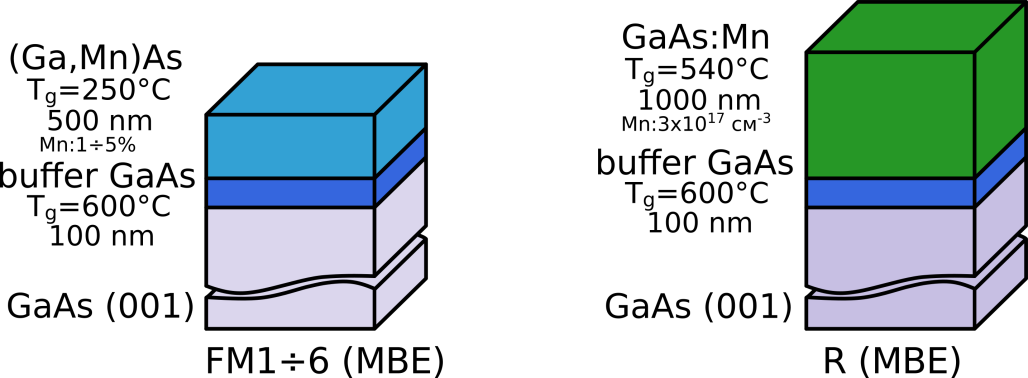 (Ga,Mn)As
Tg=250°C
500 nm
Mn:1÷5%
buffer GaAs
Tg=600°C
100 nm
GaAs (001)
FM1÷6 (MBE)
GaAs:Mn
Tg=540°C
1000 nm
Mn:3x10¹⁷ см⁻³
buffer GaAs
Tg=600°C
100 nm
GaAs (001)
R (MBE)